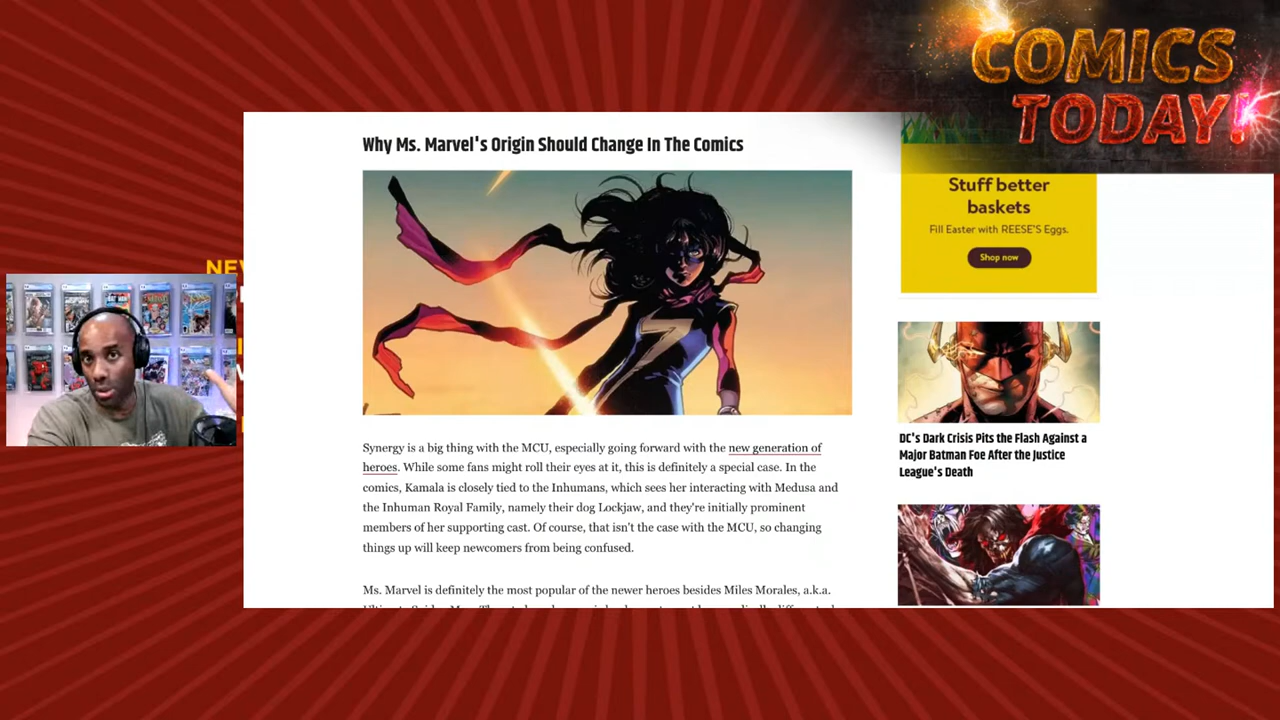 COMICS
TODAY!
Why Ms. Marvel's Origin Should Change In The Comics
Synergy is a big thing with the MCU, especially going forward with the new generation of
heroes. While some fans might roll their eyes at it, this is definitely a special case. In the
comics, Kamala is closely tied to the Inhumans, which sees her interacting with Medusa and
the Inhuman Royal Family, namely their dog Lockjaw, and they're initially prominent
members of her supporting cast. Of course, that isn't the case with the MCU, so changing
things up will keep newcomers from being confused.
Ms. Marvel is definitely the most popular of the newer heroes besides Miles Morales, a.k.a.
Stuff better
baskets
Fill Easter with REESE'S Eggs.
Shop now
DC's Dark Crisis Pits the Flash Against a
Major Batman Foe After the Justice
League's Death